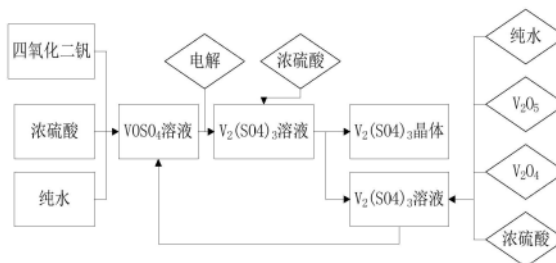 四氧化二钒
浓硫酸
纯水
VOSO₄溶液
电解
V₂(SO4)₃溶液
浓硫酸
V₂(SO4)₃晶体
V₂(SO4)₃溶液
纯水
V₂O₅
V₂O₄
浓硫酸